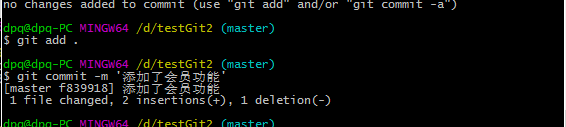 no changes added to commit (use "git add" and/or "git commit -a")
dpq@dpq-PC MINGW64 /d/testGit2 (master)
$ git add .
dpq@dpq-PC MINGW64 /d/testGit2 (master)
$ git commit -m '添加了会员功能'
[master f839918] 添加了会员功能
1 file changed, 2 insertions(+), 1 deletion(-)
dpq@dpq-PC MINGW64 /d/testGit2 (master)